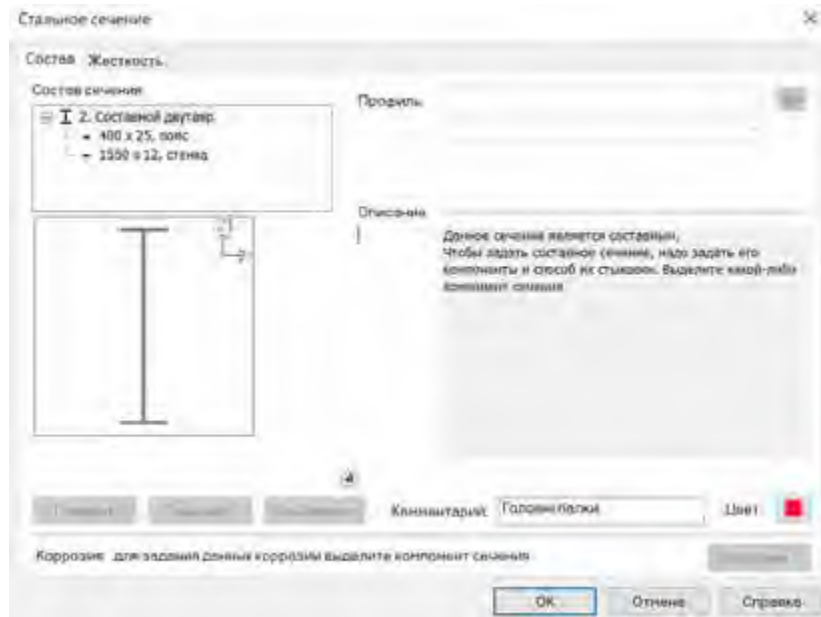 Стальное сечение
Состав Жесткость
Состав сечения
2. Составной двутавр
400 x 25, пояс
1550 x 12, стенка
Профиль
Описание
Данное сечение является составным,
Чтобы задать составное сечение, надо задать его
компоненты и способ их стыковки. Выделите какой-либо
компонент сечения
Комментарий Цвет
Коррозия для задания данных коррозии выделите компонент сечения
OK Отмена Справка